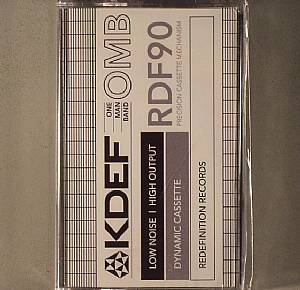 KDEF
ONE
MAN
BAND
OMB
LOW NOISE | HIGH OUTPUT
RDF90
DYNAMIC CASSETTE
PRECISION CASSETTE MECHANISM
REDEFINITION RECORDS